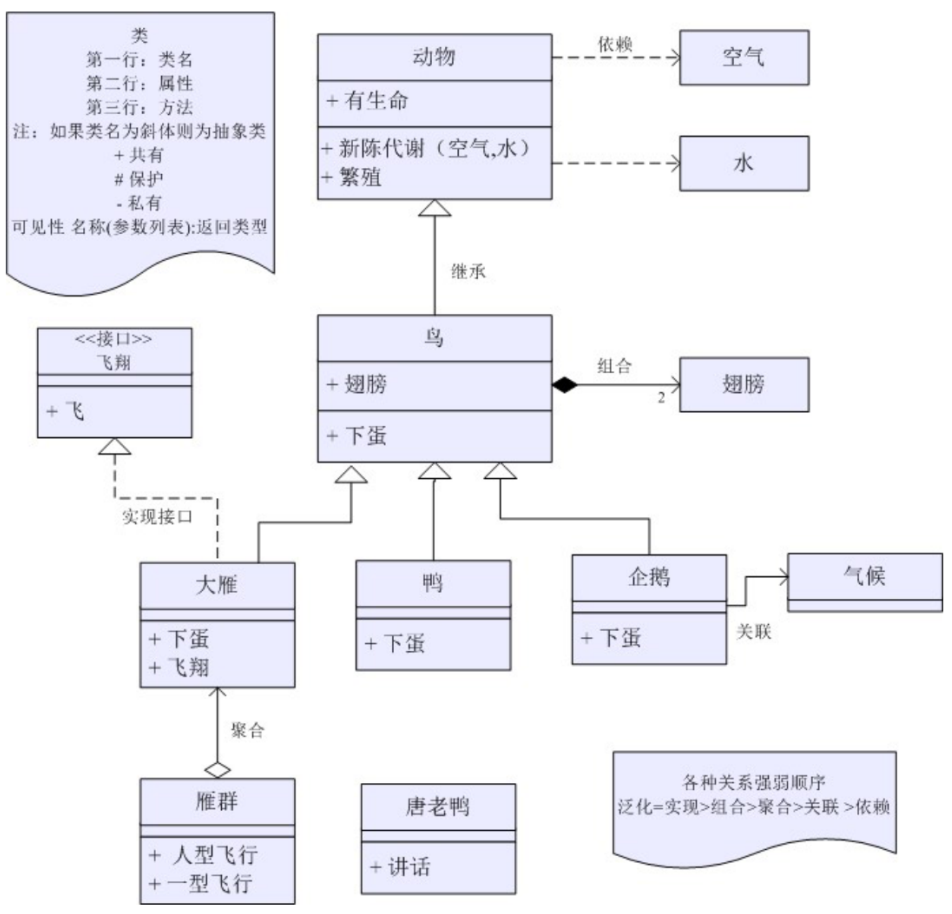 类
第一行：类名
第二行：属性
第三行：方法
注：如果类名为斜体则为抽象类
+ 共有
# 保护
- 私有
可见性 名称(参数列表):返回类型
动物
+ 有生命
+ 新陈代谢（空气,水）
+ 繁殖
依赖
空气
水
继承
<<接口>>
飞翔
+ 飞
鸟
+ 翅膀
+ 下蛋
组合
2
翅膀
实现接口
大雁
+ 下蛋
+ 飞翔
鸭
+ 下蛋
企鹅
+ 下蛋
关联
气候
聚合
雁群
+ 人型飞行
+ 一型飞行
唐老鸭
+ 讲话
各种关系强弱顺序
泛化=实现>组合>聚合>关联 >依赖